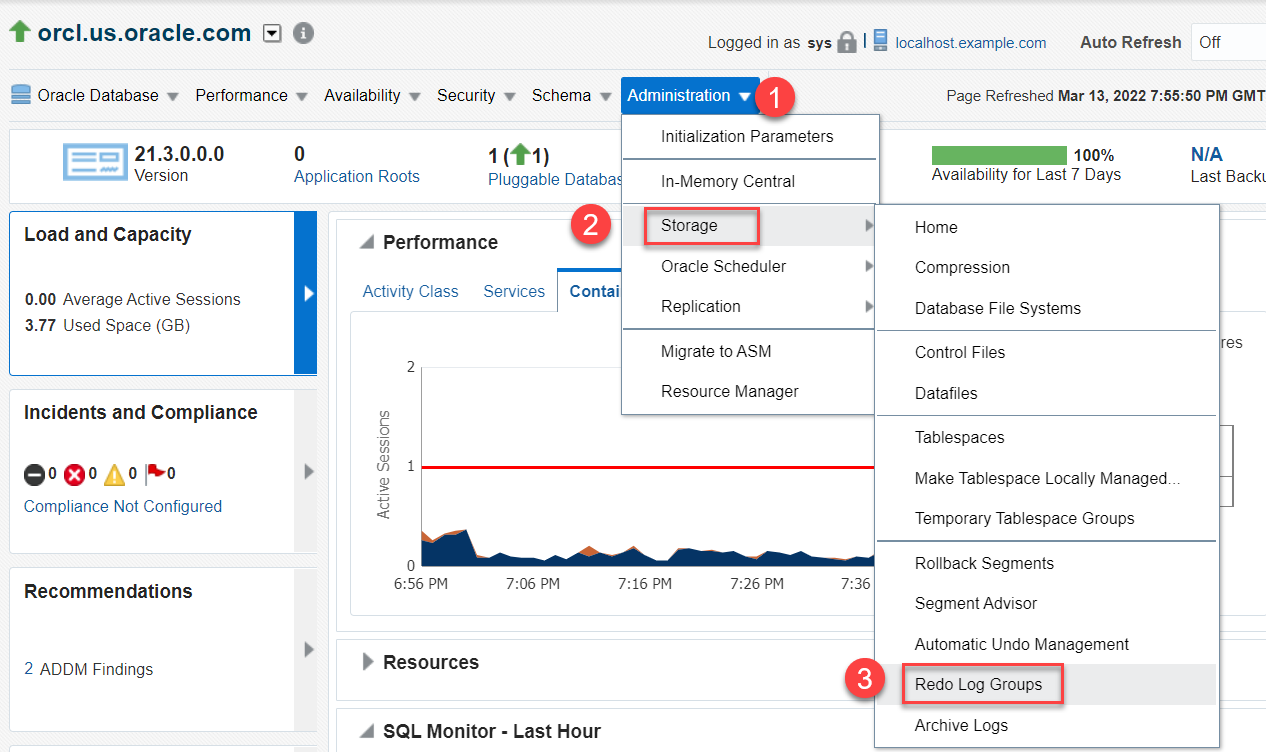 orcl.us.oracle.com
Logged in as sys localhost.example.com Auto Refresh Off
Oracle Database Performance Availability Security Schema Administration 1
Page Refreshed Mar 13, 2022 7:55:50 PM GMT
21.3.0.0.0
Version
0
Application Roots
1 ( 1)
Pluggable Databas
100%
Availability for Last 7 Days
N/A
Last Backu
Initialization Parameters
In-Memory Central
2 Storage
Oracle Scheduler
Replication
Migrate to ASM
Resource Manager
Home
Compression
Database File Systems
Control Files
Datafiles
Tablespaces
Make Tablespace Locally Managed...
Temporary Tablespace Groups
Rollback Segments
Segment Advisor
Automatic Undo Management
3 Redo Log Groups
Archive Logs
Load and Capacity
0.00 Average Active Sessions
3.77 Used Space (GB)
Incidents and Compliance
0 0 0 0
Compliance Not Configured
Recommendations
2 ADDM Findings
Performance
Activity Class Services Contai
res
Active Sessions
2
1
0
6:56 PM 7:06 PM 7:16 PM 7:26 PM 7:36
Resources
SQL Monitor - Last Hour